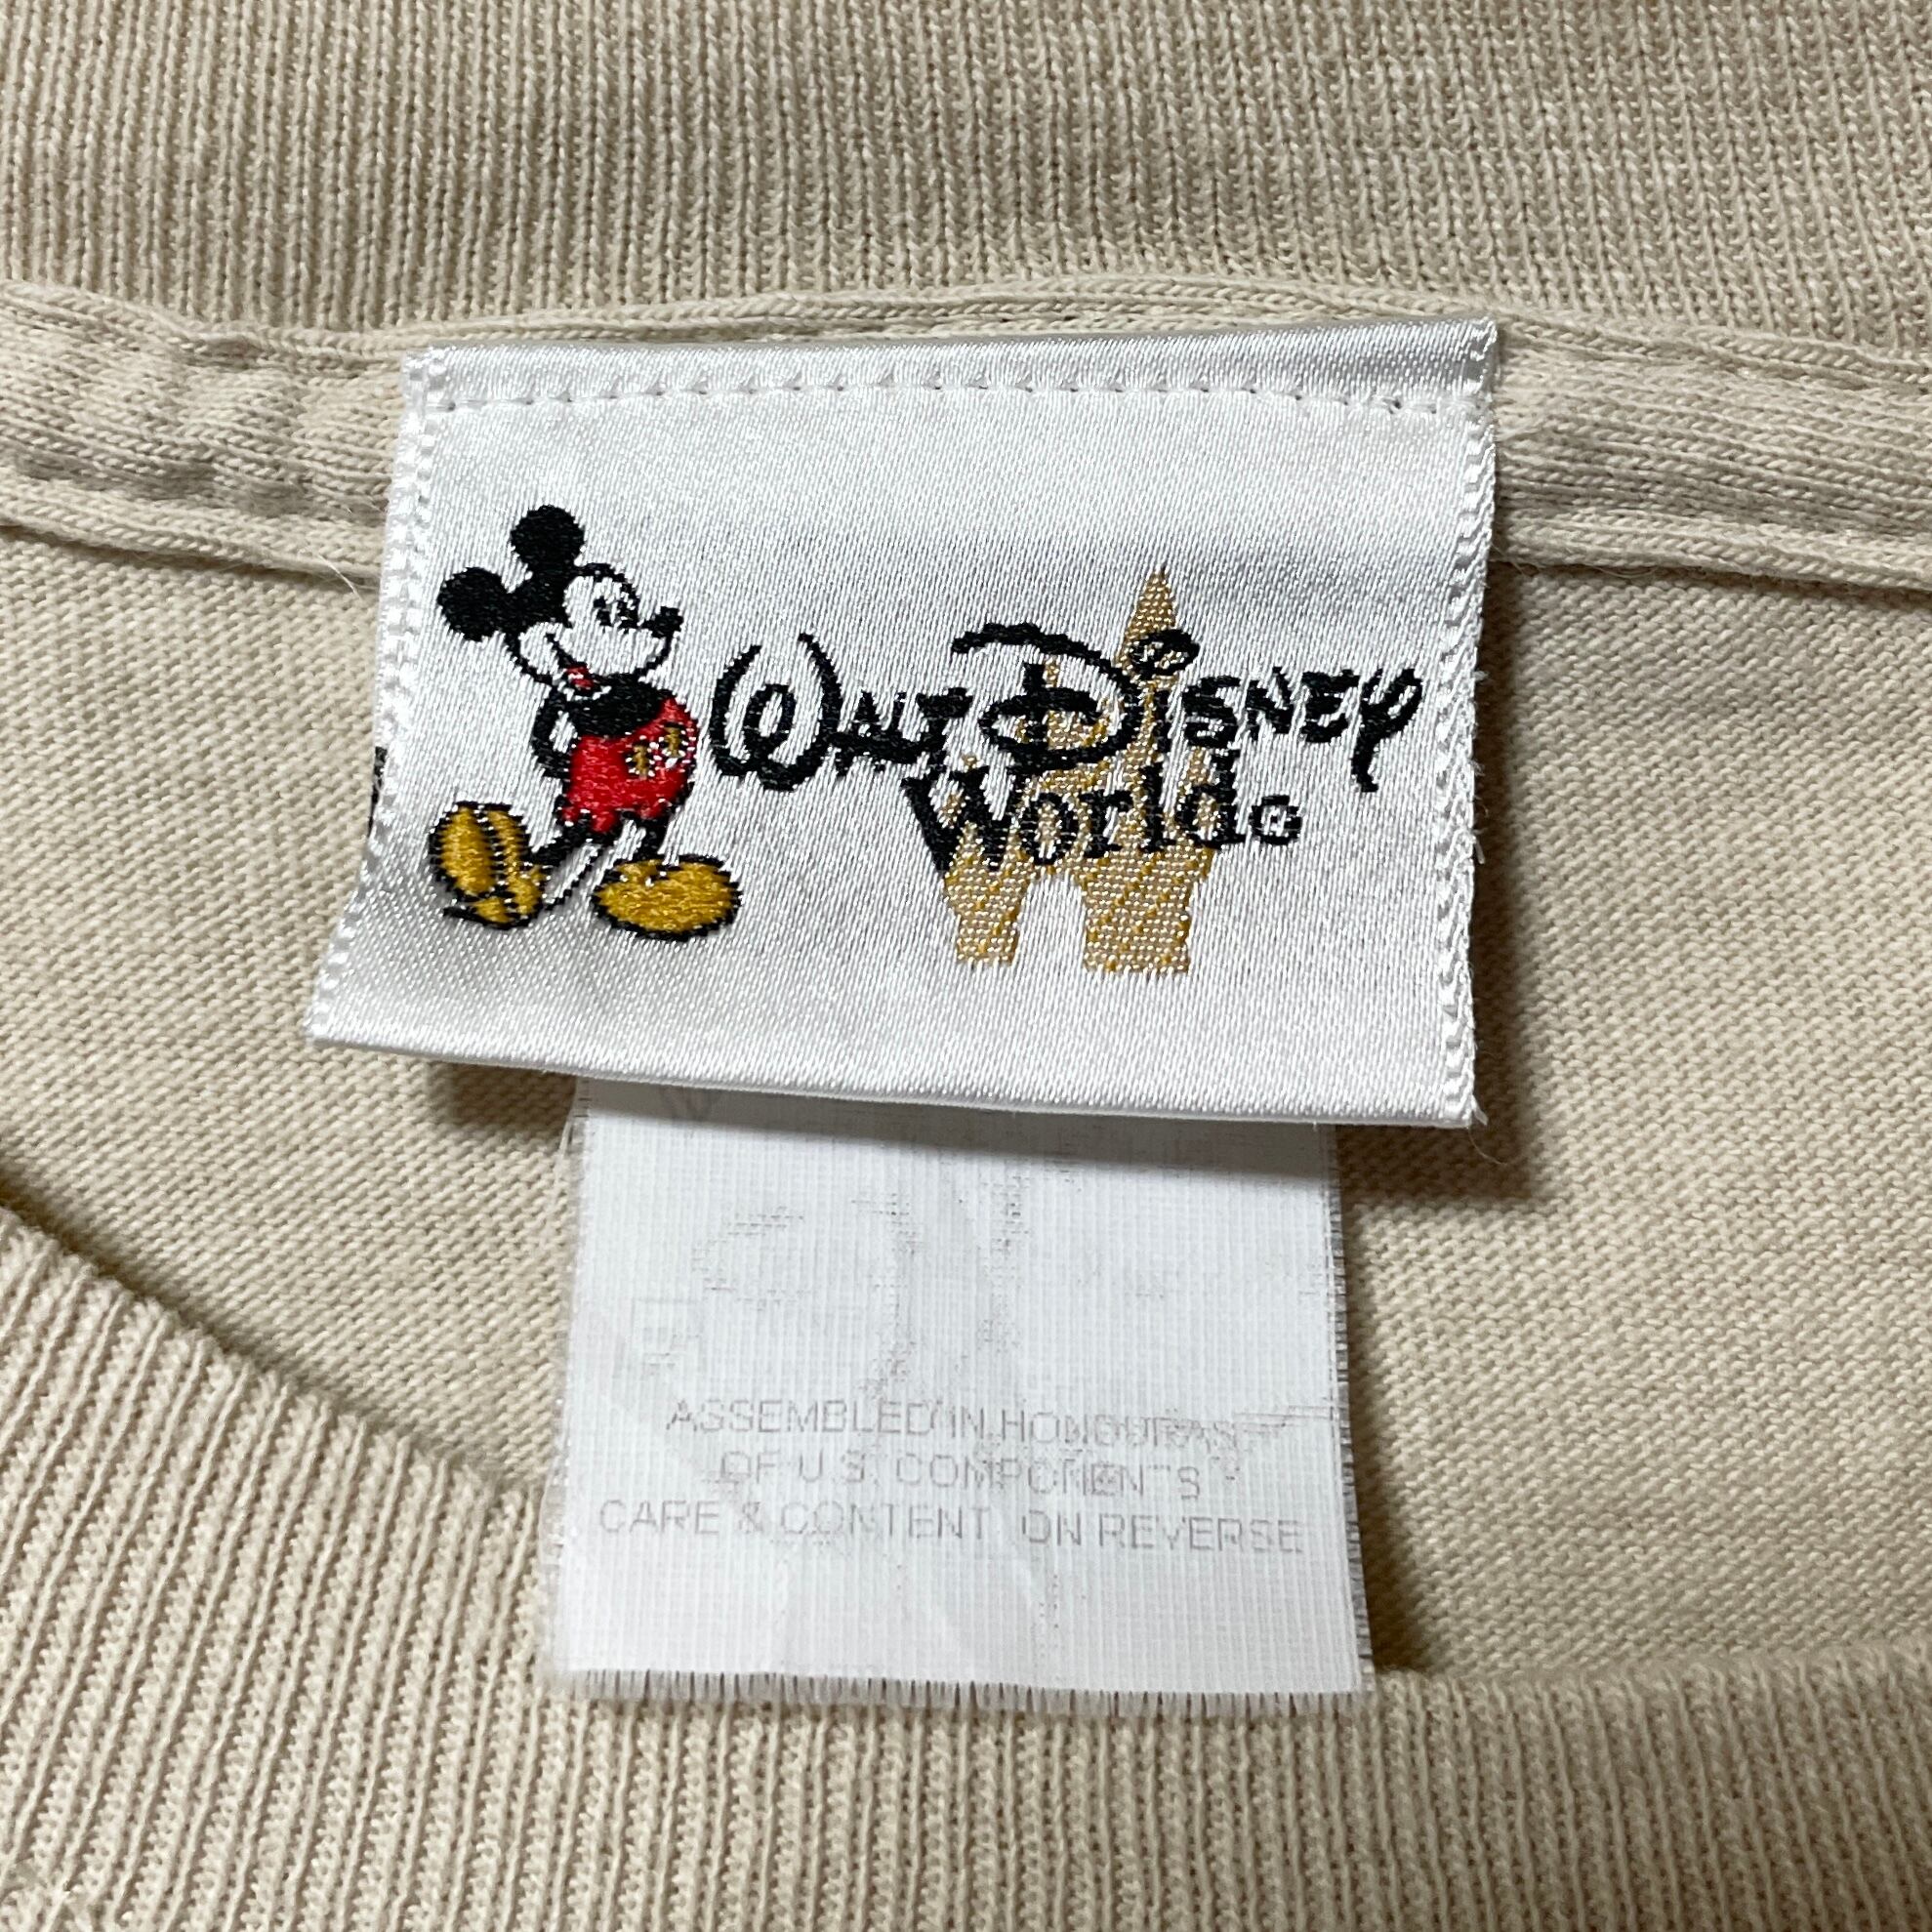 WALT DISNEY
World©
ASSEMBLED IN HONDURAS
OF U.S. COMPONENTS
CARE & CONTENT ON REVERSE